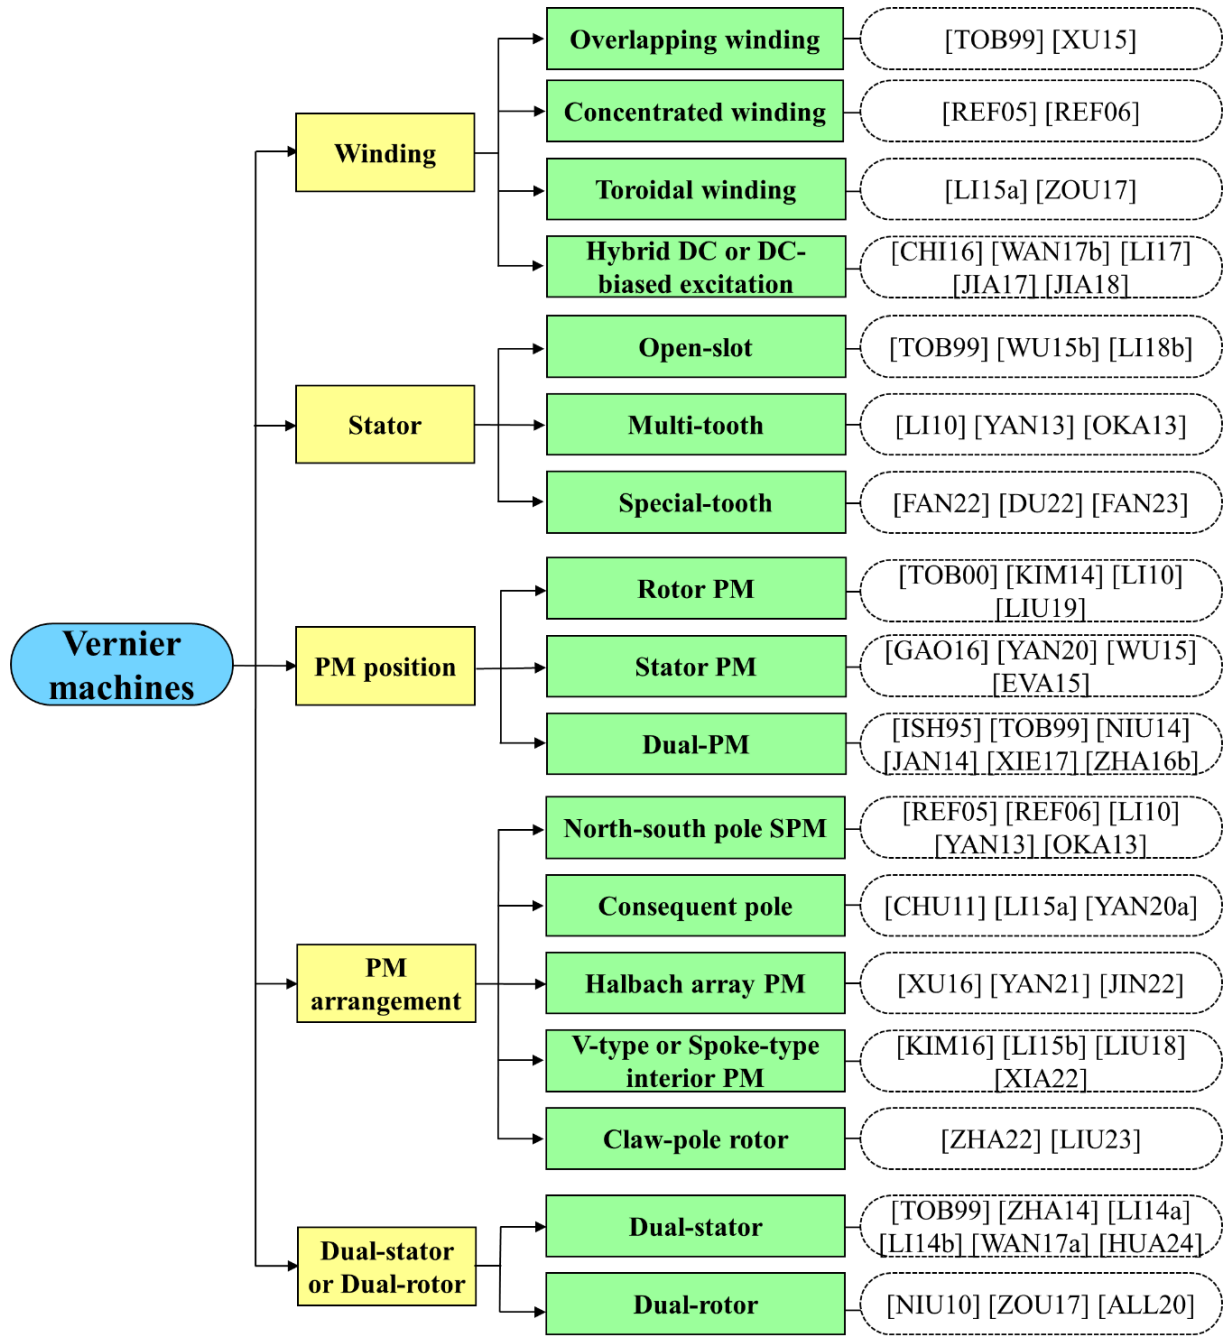 Vernier
machines
Winding
Overlapping winding
[TOB99] [XU15]
Concentrated winding
[REF05] [REF06]
Toroidal winding
[LI15a] [ZOU17]
Hybrid DC or DC-
biased excitation
[CHI16] [WAN17b] [LI17]
[JIA17] [JIA18]
Stator
Open-slot
[TOB99] [WU15b] [LI18b]
Multi-tooth
[LI10] [YAN13] [OKA13]
Special-tooth
[FAN22] [DU22] [FAN23]
PM position
Rotor PM
[TOB00] [KIM14] [LI10]
[LIU19]
Stator PM
[GAO16] [YAN20] [WU15]
[EVA15]
Dual-PM
[ISH95] [TOB99] [NIU14]
[JAN14] [XIE17] [ZHA16b]
PM
arrangement
North-south pole SPM
[REF05] [REF06] [LI10]
[YAN13] [OKA13]
Consequent pole
[CHU11] [LI15a] [YAN20a]
Halbach array PM
[XU16] [YAN21] [JIN22]
V-type or Spoke-type
interior PM
[KIM16] [LI15b] [LIU18]
[XIA22]
Claw-pole rotor
[ZHA22] [LIU23]
Dual-stator
or Dual-rotor
Dual-stator
[TOB99] [ZHA14] [LI14a]
[LI14b] [WAN17a] [HUA24]
Dual-rotor
[NIU10] [ZOU17] [ALL20]